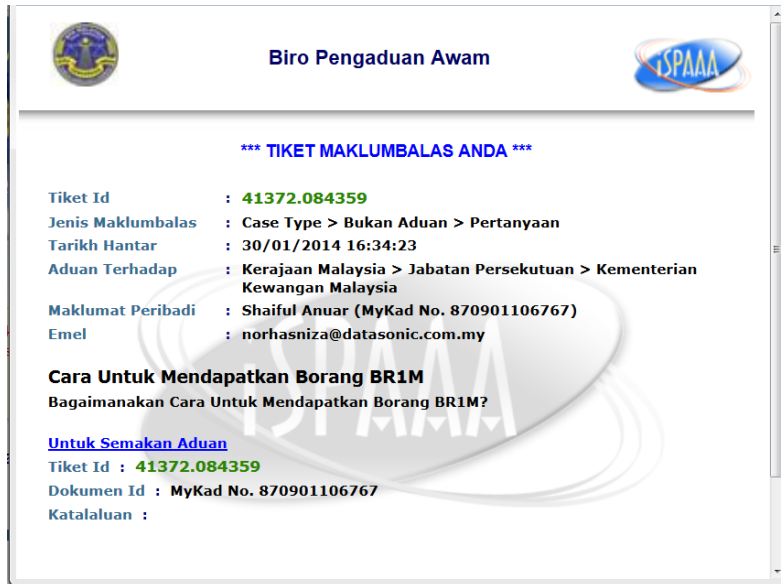 Biro Pengaduan Awam
iSPAAA
*** TIKET MAKLUMBALAS ANDA ***
Tiket Id : 41372.084359
Jenis Maklumbalas : Case Type > Bukan Aduan > Pertanyaan
Tarikh Hantar : 30/01/2014 16:34:23
Aduan Terhadap : Kerajaan Malaysia > Jabatan Persekutuan > Kementerian
Kewangan Malaysia
Maklumat Peribadi : Shaiful Anuar (MyKad No. 870901106767)
Emel : norhasniza@datasonic.com.my
Cara Untuk Mendapatkan Borang BR1M
Bagaimanakan Cara Untuk Mendapatkan Borang BR1M?
Untuk Semakan Aduan
Tiket Id : 41372.084359
Dokumen Id : MyKad No. 870901106767
Katalaluan :
iSPAAA